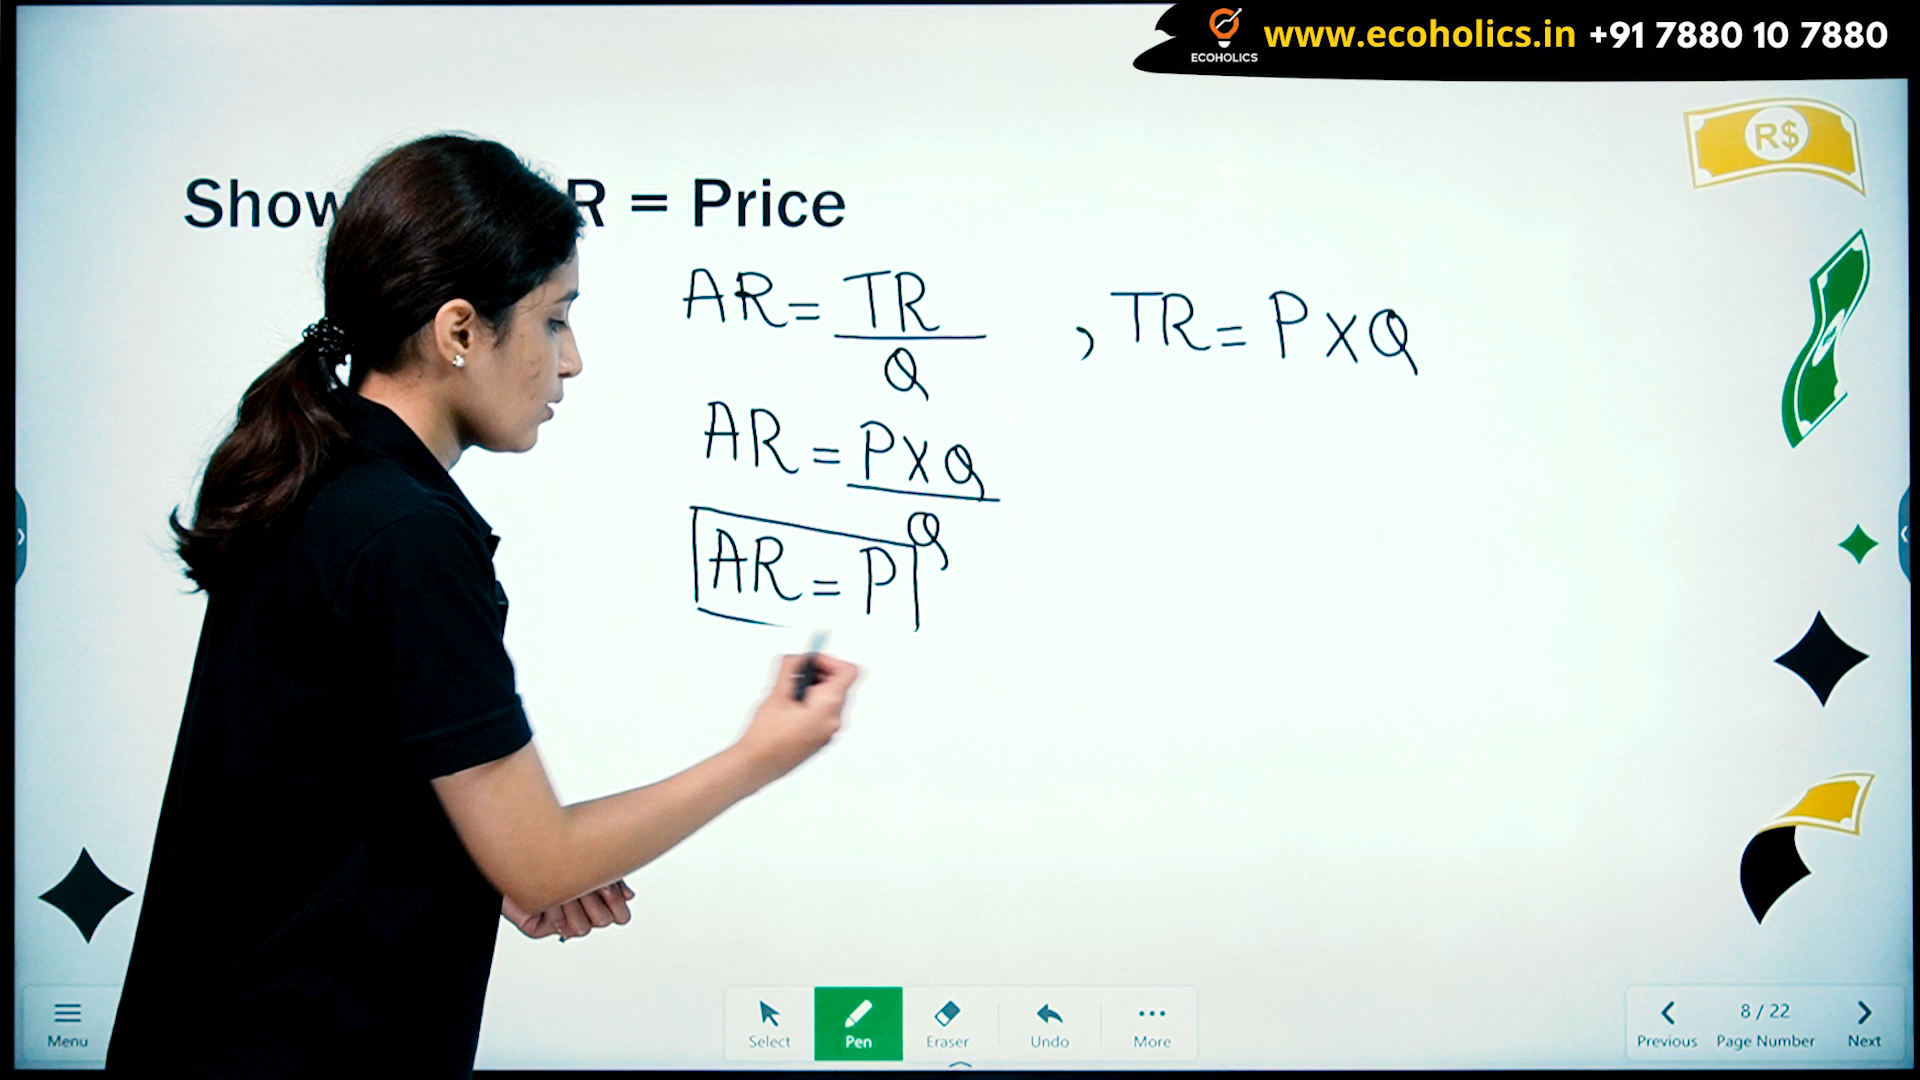 ECOHOLICS
www.ecoholics.in +91 7880 10 7880
R$
R = Price
AR = TR / Q , TR = P X Q
AR = P X Q / Q
AR = P
Menu
Select
Pen
Eraser
Undo
More
Previous
8 / 22
Page Number
Next